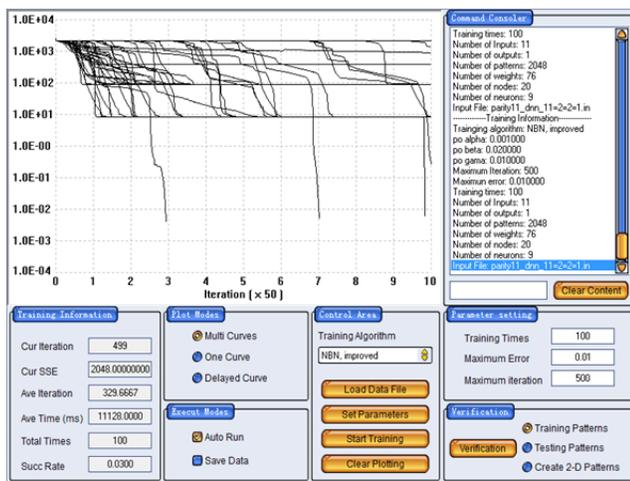 1.0E+04
1.0E+03
1.0E+02
1.0E+01
1.0E-00
1.0E-01
1.0E-02
1.0E-03
1.0E-04
0 1 2 3 4 5 6 7 8 9 10
Iteration ( x 50 )
Command Consoler
Training times: 100
Number of Inputs: 11
Number of outputs: 1
Number of patterns: 2048
Number of weights: 76
Number of nodes: 20
Number of neurons: 9
Input File: parity11_dnn_11=2=2=1.in
------------Training Information------------
Trainging algorithm: NBN, improved
po alpha: 0.001000
po beta: 0.020000
po gama: 0.010000
Maximum Iteration: 500
Maximun error: 0.010000
Training times: 100
Number of Inputs: 11
Number of outputs: 1
Number of patterns: 2048
Number of weights: 76
Number of nodes: 20
Number of neurons: 9
Input File: parity11_dnn_11=2=2=1.in
Clear Content
Training Information
Cur Iteration 499
Cur SSE 2048.00000000
Ave Iteration 329.6667
Ave Time (ms) 11128.0000
Total Times 100
Succ Rate 0.0300
Plot Modes
Multi Curves
One Curve
Delayed Curve
Execut Modes
Auto Run
Save Data
Control Area
Training Algorithm
NBN, improved
Load Data File
Set Parameters
Start Training
Clear Plotting
Parameter setting
Training Times 100
Maximum Error 0.01
Maximum iteration 500
Verification
Verification
Training Patterns
Testing Patterns
Create 2-D Patterns